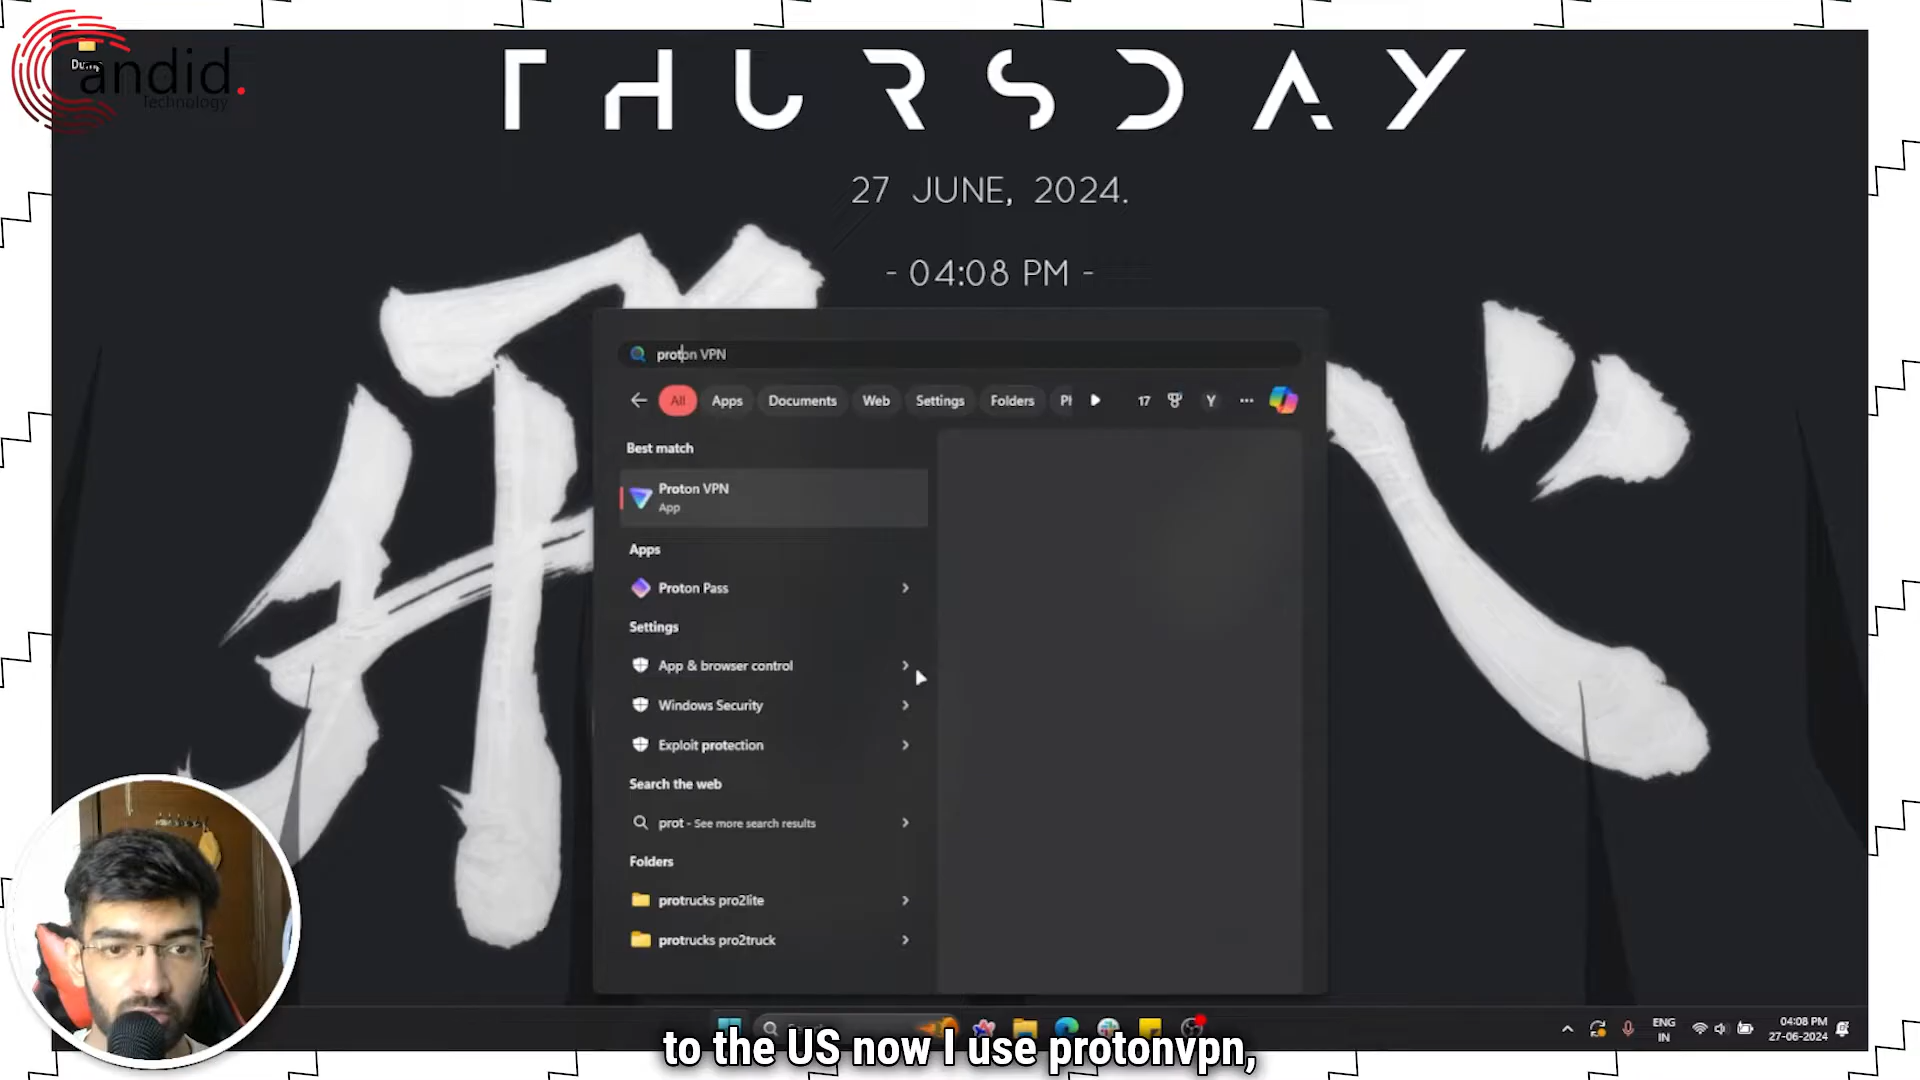 THURSDAY
27 JUNE, 2024.
- 04:08 PM -
andid.
Technology
proton VPN
All
Apps
Documents
Web
Settings
Folders
17
Y
Best match
Proton VPN
App
Apps
Proton Pass
Settings
App & browser control
Windows Security
Exploit protection
Search the web
prot - See more search results
Folders
protrucks pro2lite
protrucks pro2truck
ENG
IN
04:08 PM
27-06-2024
to the US now I use protonvpn,